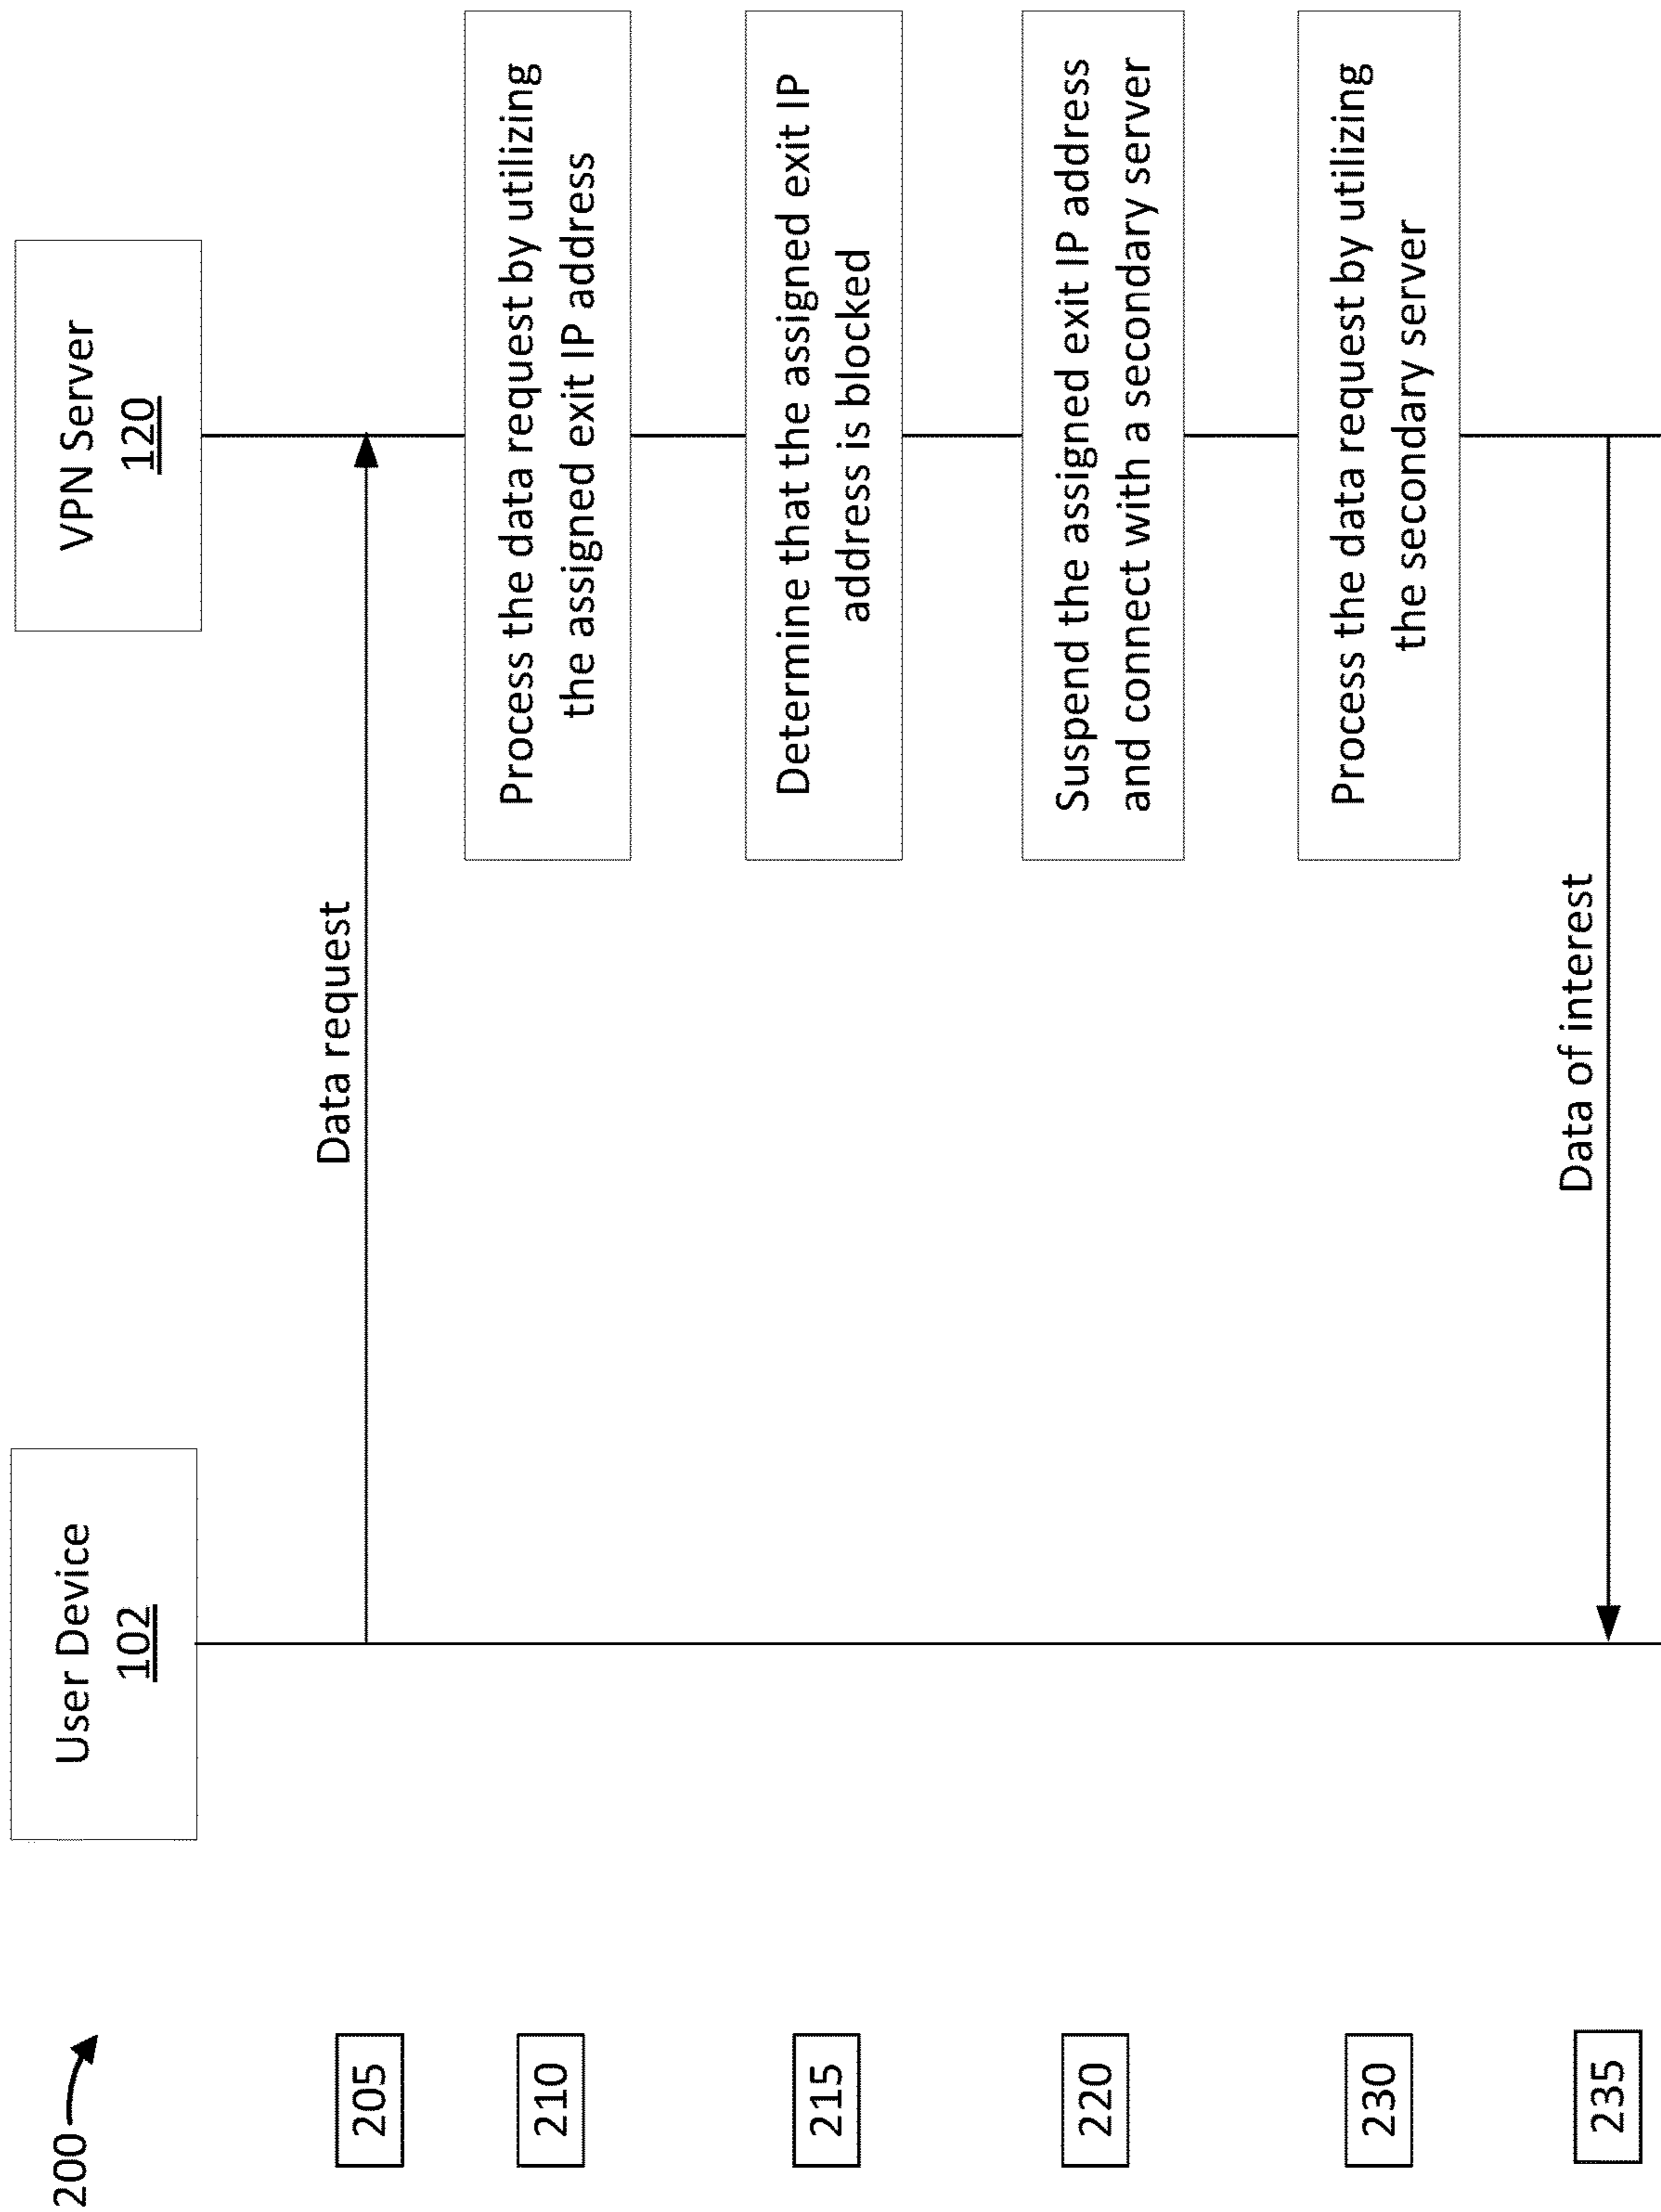 200
User Device
102
VPN Server
120
205
Data request
210
Process the data request by utilizing
the assigned exit IP address
215
Determine that the assigned exit IP
address is blocked
220
Suspend the assigned exit IP address
and connect with a secondary server
230
Process the data request by utilizing
the secondary server
235
Data of interest